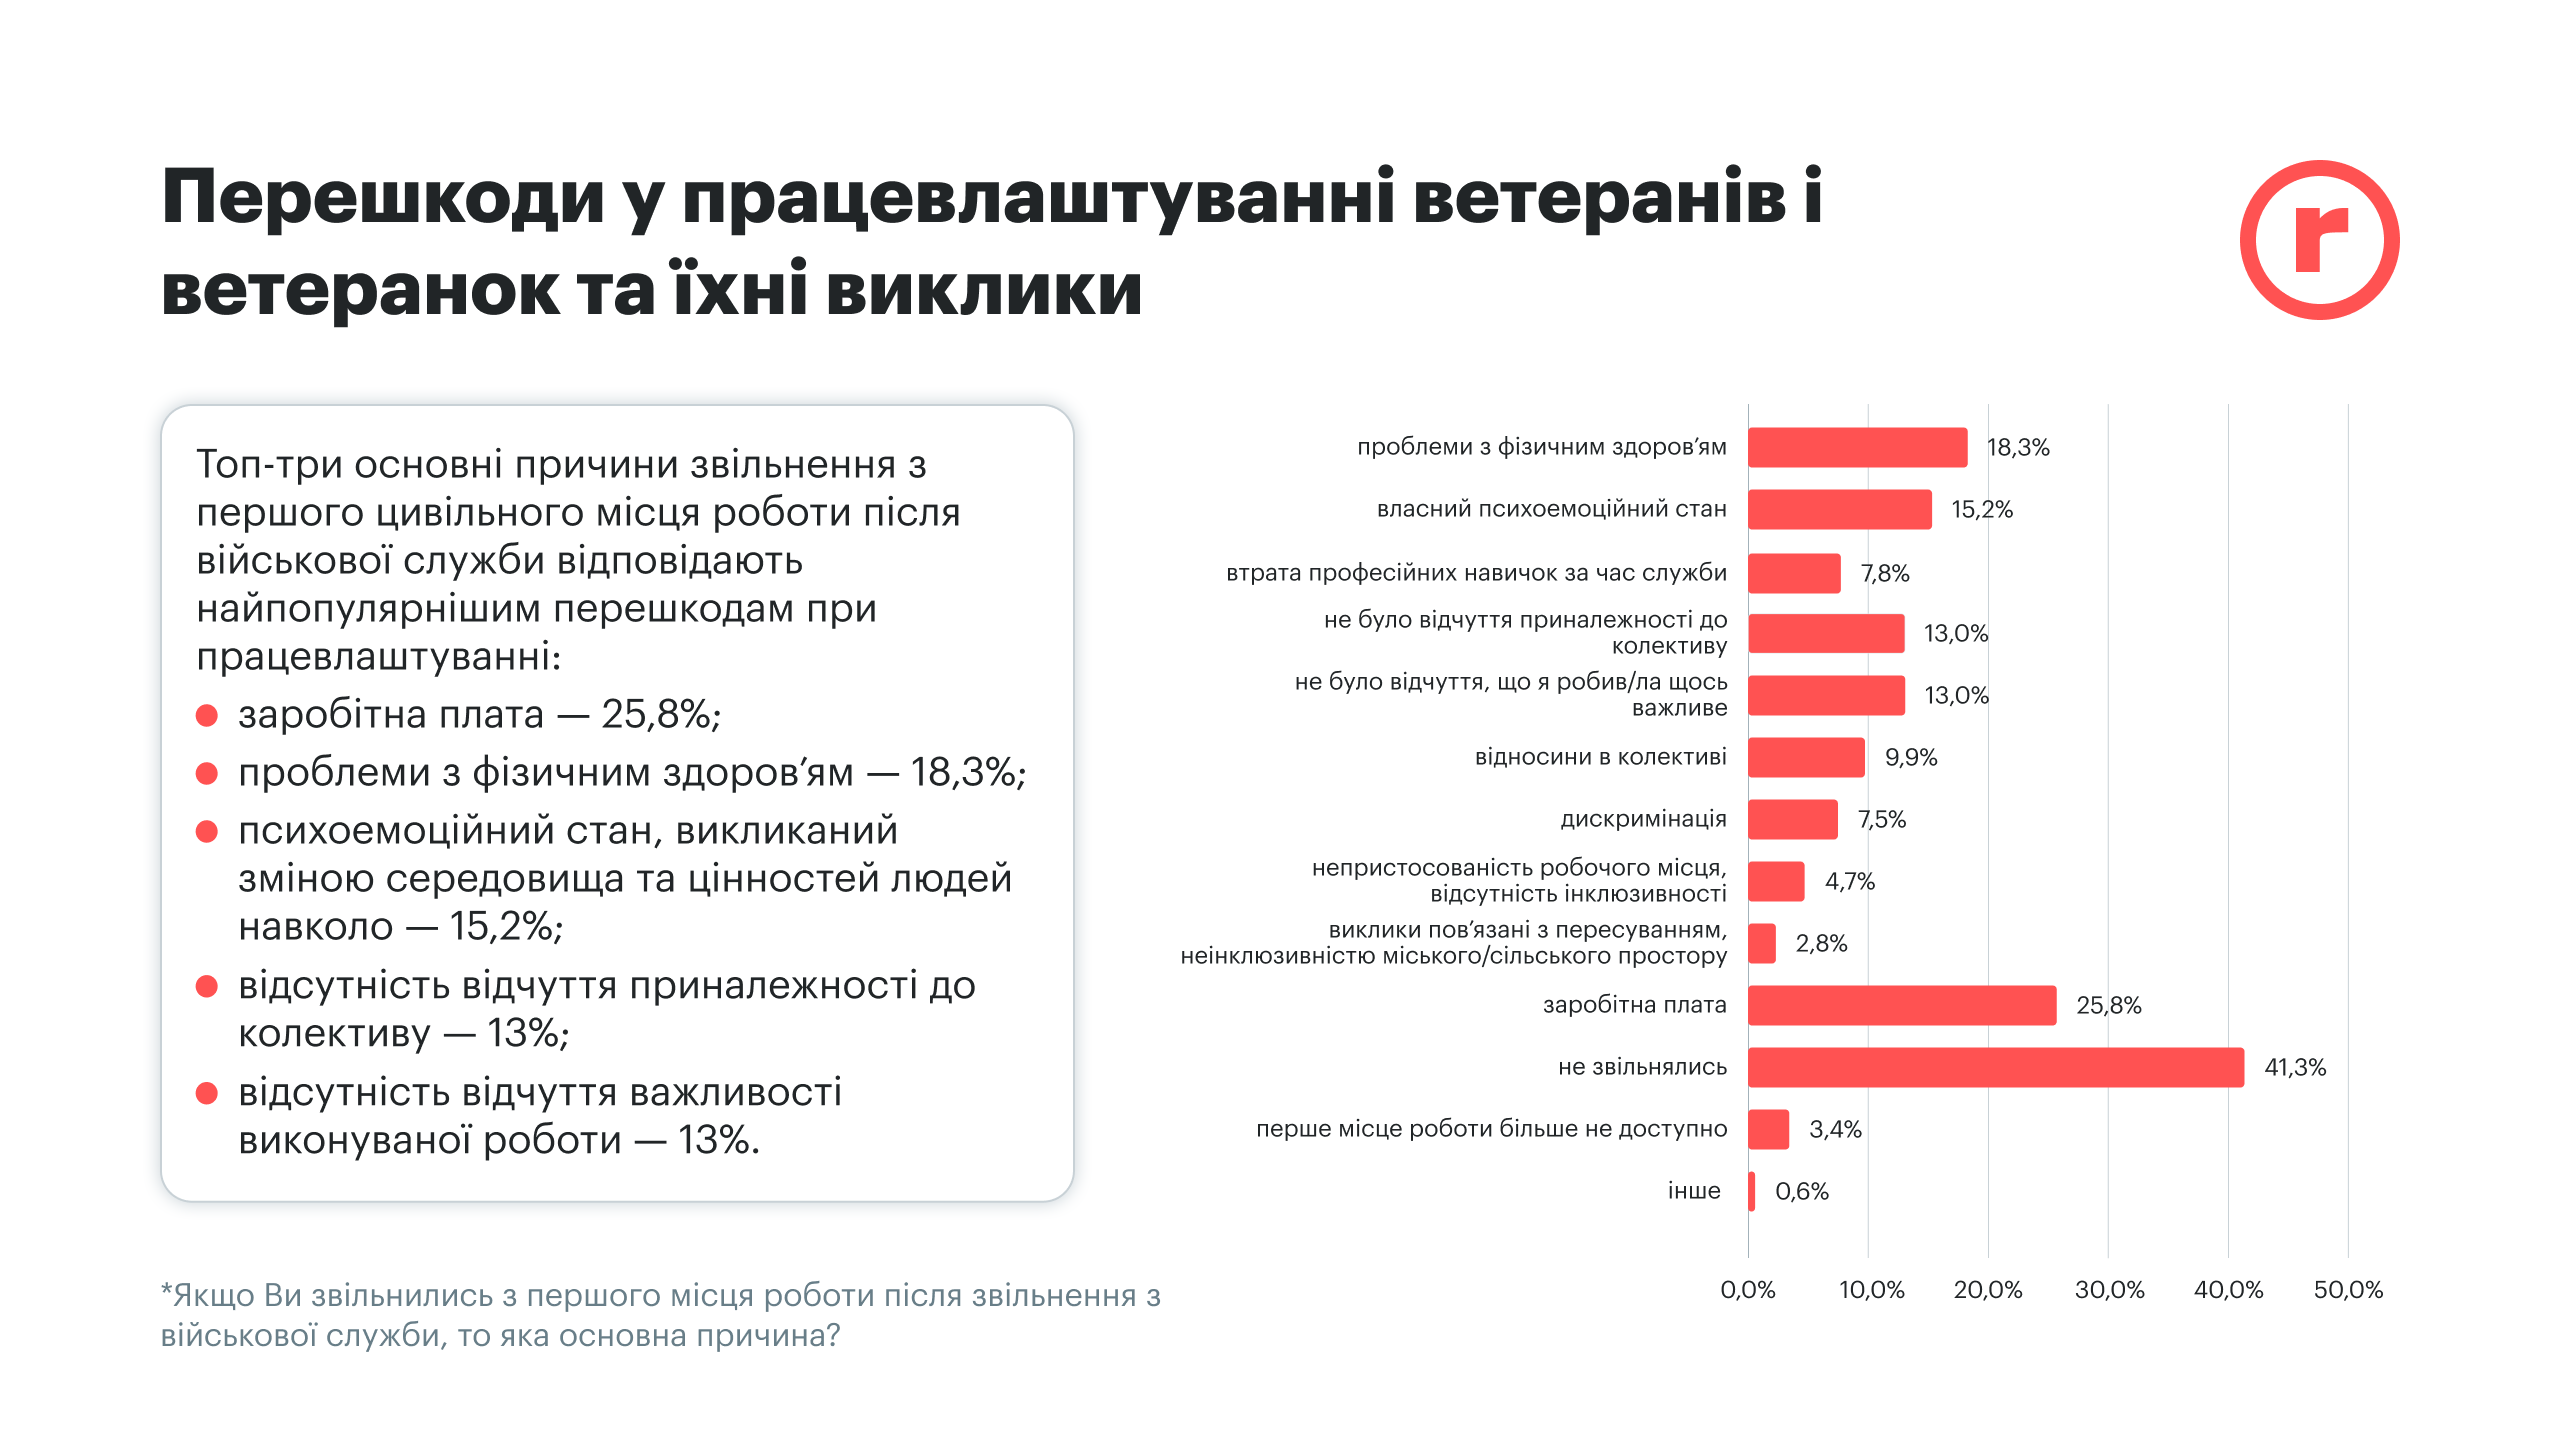 Перешкоди у працевлаштуванні ветеранів і
ветеранок та їхні виклики
r
Топ-три основні причини звільнення з
першого цивільного місця роботи після
військової служби відповідають
найпопулярнішим перешкодам при
працевлаштуванні:
заробітна плата — 25,8%;
проблеми з фізичним здоров’ям — 18,3%;
психоемоційний стан, викликаний
зміною середовища та цінностей людей
навколо — 15,2%;
відсутність відчуття приналежності до
колективу — 13%;
відсутність відчуття важливості
виконуваної роботи — 13%.
*Якщо Ви звільнились з першого місця роботи після звільнення з
військової служби, то яка основна причина?
проблеми з фізичним здоров’ям 18,3%
власний психоемоційний стан 15,2%
втрата професійних навичок за час служби 7,8%
не було відчуття приналежності до
колективу 13,0%
не було відчуття, що я робив/ла щось
важливе 13,0%
відносини в колективі 9,9%
дискримінація 7,5%
непристосованість робочого місця,
відсутність інклюзивності 4,7%
виклики пов’язані з пересуванням,
неінклюзивністю міського/сільського простору 2,8%
заробітна плата 25,8%
не звільнялись 41,3%
перше місце роботи більше не доступно 3,4%
інше 0,6%
0,0% 10,0% 20,0% 30,0% 40,0% 50,0%